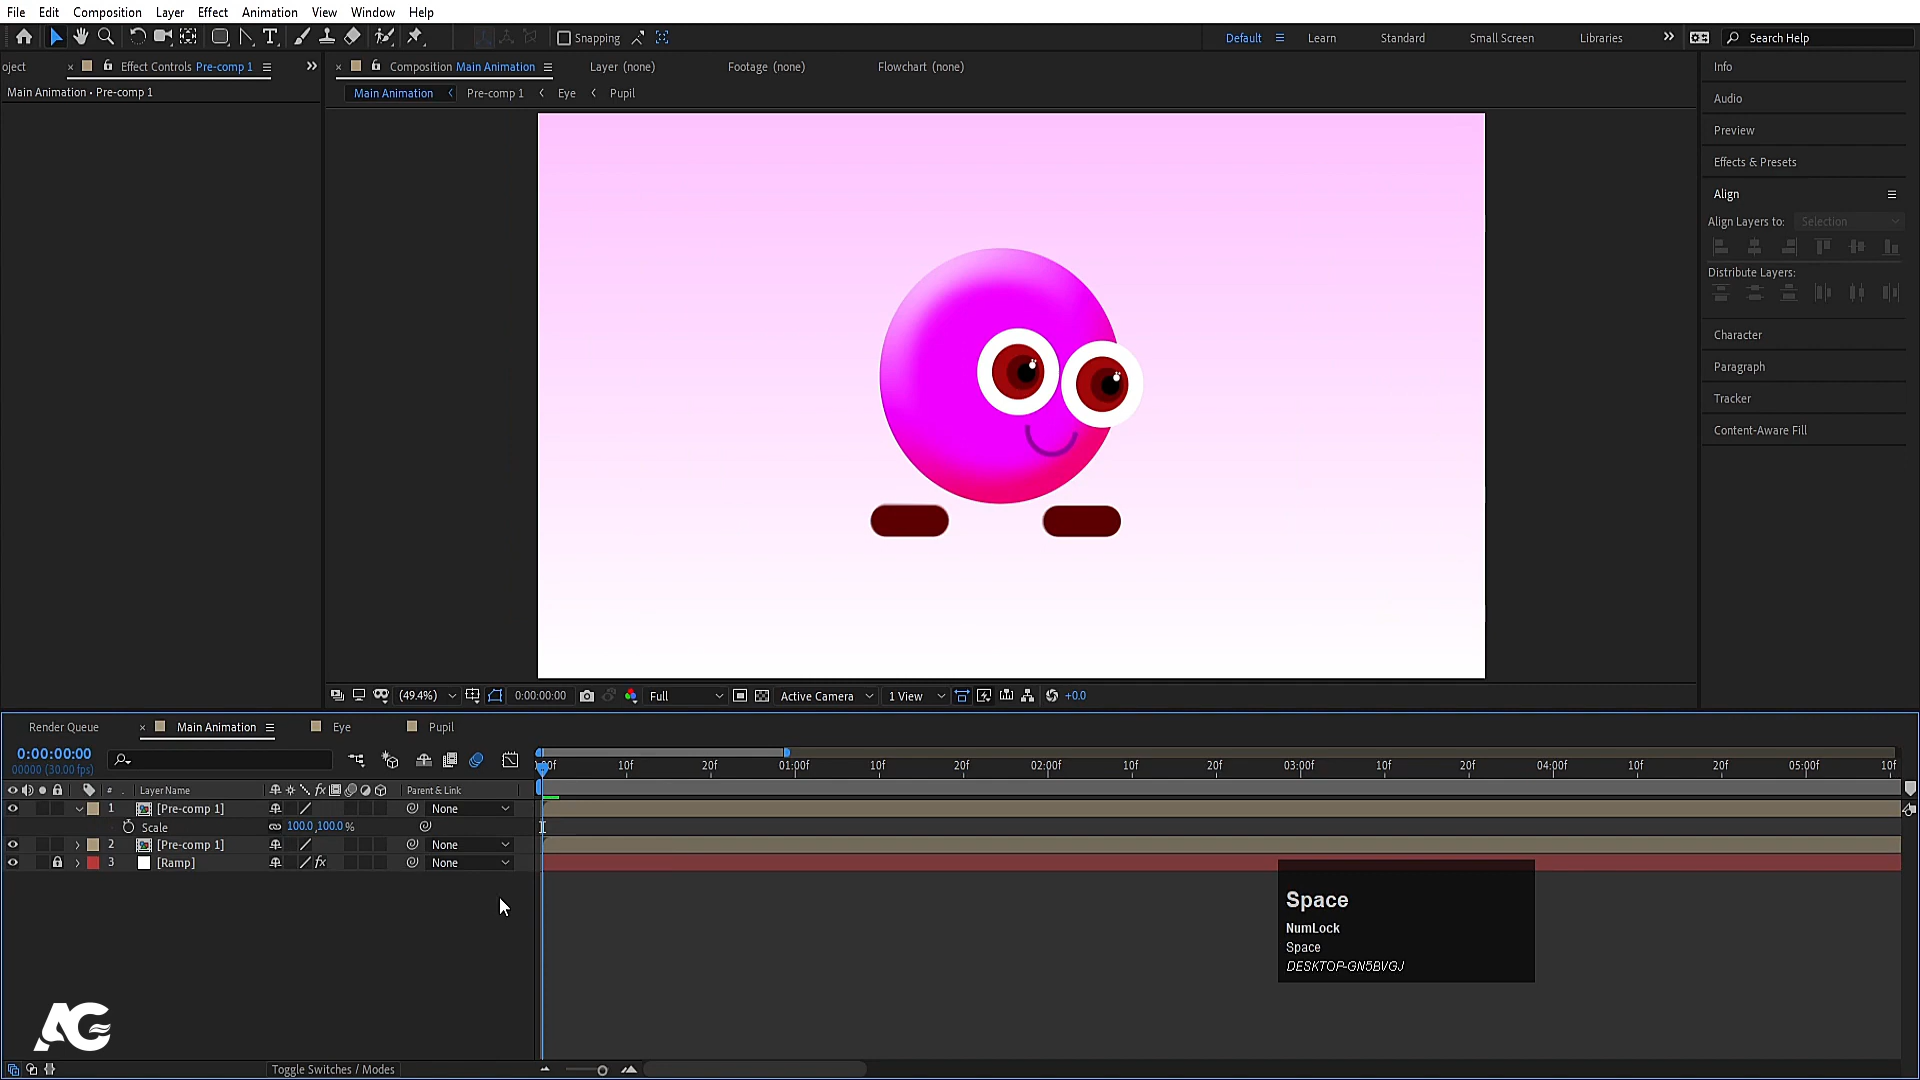 File Edit Composition Layer Effect Animation View Window Help
Snapping
Default Learn Standard Small Screen Libraries Search Help
oject × Effect Controls Pre-comp 1
× Composition Main Animation Layer (none) Footage (none) Flowchart (none)
Main Animation • Pre-comp 1
Main Animation Pre-comp 1 Eye Pupil
Info
Audio
Preview
Effects & Presets
Align
Align Layers to: Selection
Distribute Layers:
Character
Paragraph
Tracker
Content-Aware Fill
(49.4%) 0:00:00:00 Full Active Camera 1 View +0.0
Render Queue × Main Animation Eye Pupil
0:00:00:00
00000 (30.00 fps)
:00f 10f 20f 01:00f 10f 20f 02:00f 10f 20f 03:00f 10f 20f 04:00f 10f 20f 05:00f 10f
# . Layer Name fx Parent & Link
1 [Pre-comp 1] None
Scale 100.0,100.0 %
2 [Pre-comp 1] None
3 [Ramp] fx None
Space
NumLock
Space
DESKTOP-GN5BVGJ
AG
Toggle Switches / Modes